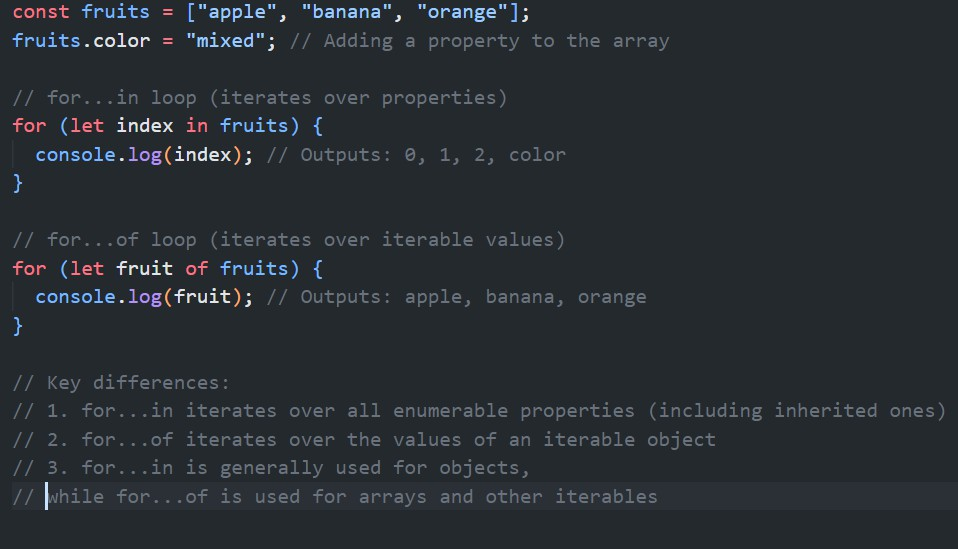 const fruits = ["apple", "banana", "orange"];
fruits.color = "mixed"; // Adding a property to the array
// for...in loop (iterates over properties)
for (let index in fruits) {
console.log(index); // Outputs: 0, 1, 2, color
}
// for...of loop (iterates over iterable values)
for (let fruit of fruits) {
console.log(fruit); // Outputs: apple, banana, orange
}
// Key differences:
// 1. for...in iterates over all enumerable properties (including inherited ones)
// 2. for...of iterates over the values of an iterable object
// 3. for...in is generally used for objects,
// while for...of is used for arrays and other iterables